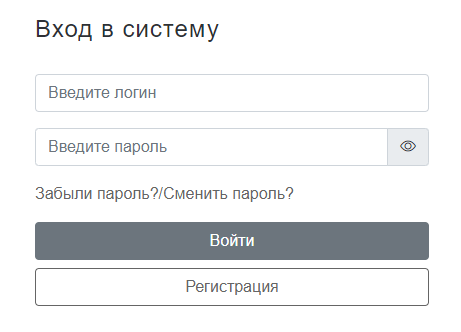 Вход в систему
Введите логин
Введите пароль
Забыли пароль?/Сменить пароль?
Войти
Регистрация